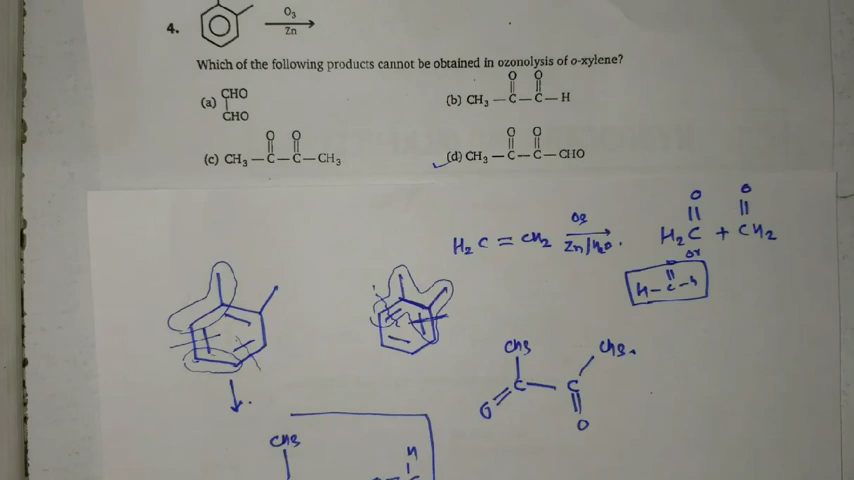 4.
O₃
Zn
Which of the following products cannot be obtained in ozonolysis of o-xylene?
(a) CHO
CHO
O O
(b) CH₃ — C — C — H
O O
(c) CH₃ — C — C — CH₃
O O
(d) CH₃ — C — C — CHO
H₂C = CH₂ O₃ Zn/H₂O.
O O
H₂C + CH₂
or
O
H - C - H
CH₃ CH₃.
C C
O O
CH₃
H